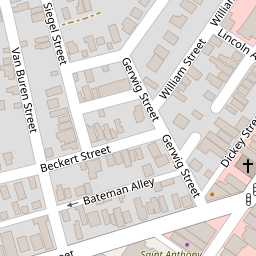 Siegel Street
William
Lincoln A
Van Buren Street
Gerwig Street
William Street
Beckert Street
Gerwig Street
Dickey Stre
Bateman Alley
Saint Anthony
Street